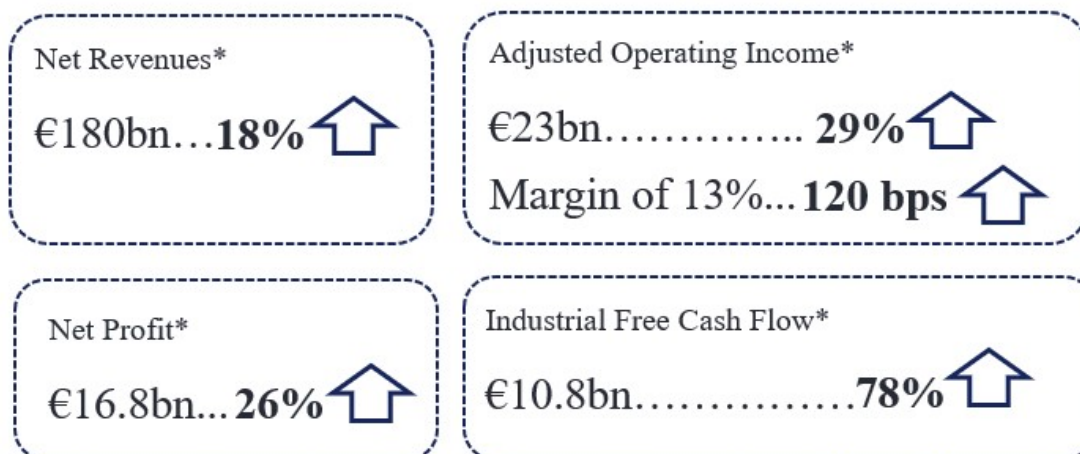 Net Revenues*
€180bn...18%
Adjusted Operating Income*
€23bn.............. 29%
Margin of 13%...120 bps
Net Profit*
€16.8bn...26%
Industrial Free Cash Flow*
€10.8bn...............78%